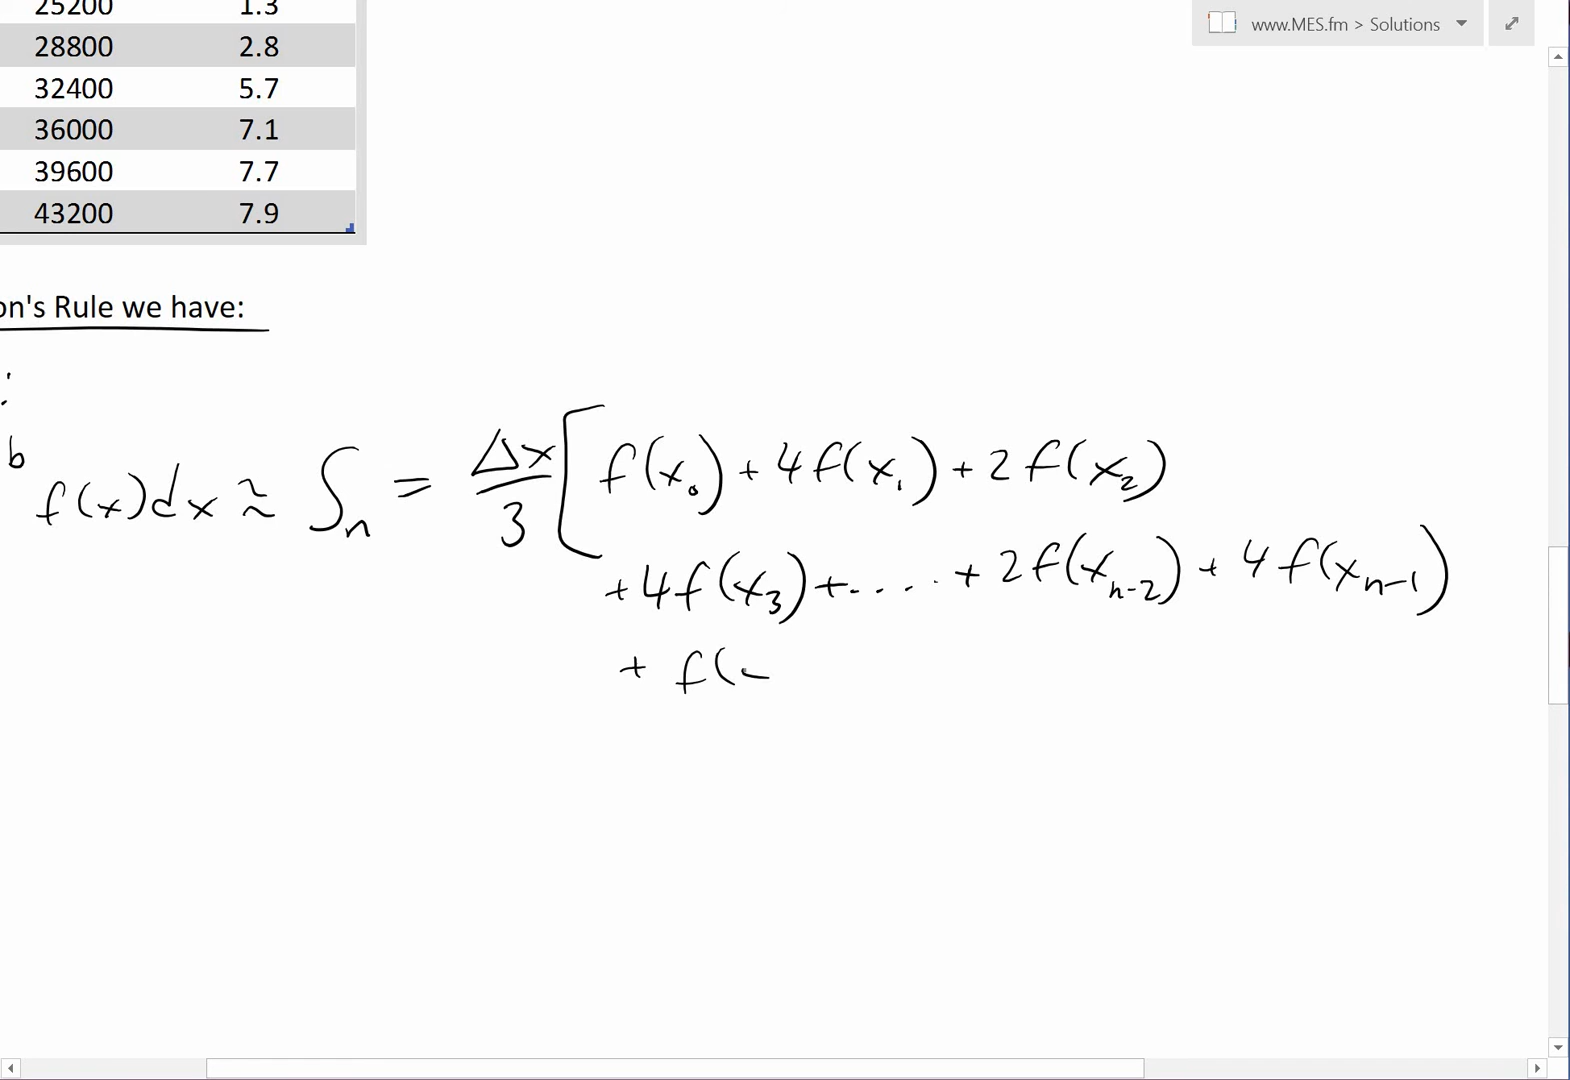 25200 1.3
www.MES.fm > Solutions
28800 2.8
32400 5.7
36000 7.1
39600 7.7
43200 7.9
on's Rule we have:
:
b
f(x)dx ≈ Sₙ = Δx/3 [ f(x₀) + 4f(x₁) + 2f(x₂)
+ 4f(x₃) + .... + 2f(xₙ₋₂) + 4f(xₙ₋₁)
+ f(